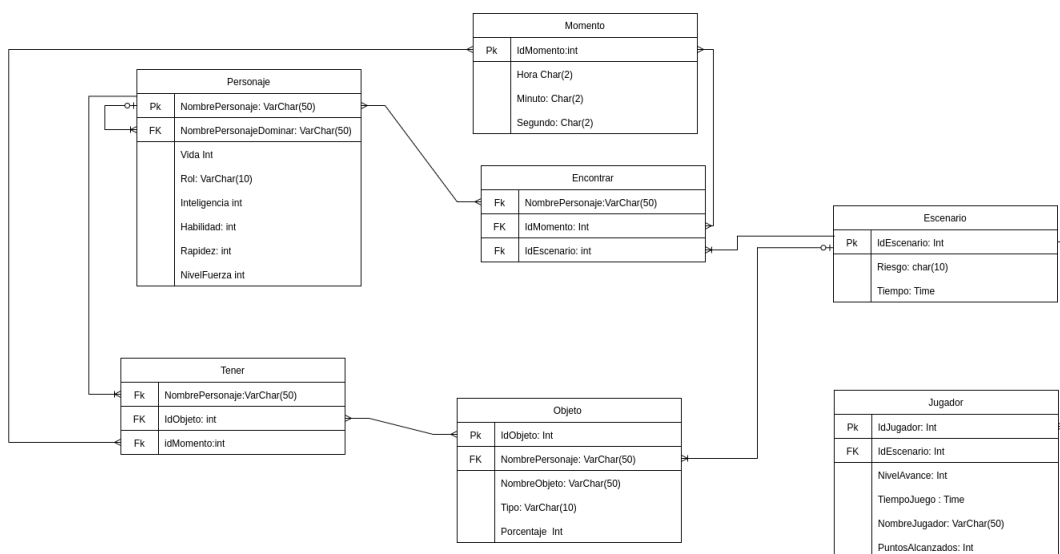 Momento
Pk IdMomento:int
Hora Char(2)
Minuto: Char(2)
Segundo: Char(2)
Personaje
Pk NombrePersonaje: VarChar(50)
FK NombrePersonajeDominar: VarChar(50)
Vida Int
Rol: VarChar(10)
Inteligencia int
Habilidad: int
Rapidez: int
NivelFuerza int
Encontrar
Fk NombrePersonaje:VarChar(50)
FK IdMomento: Int
Fk IdEscenario: int
Escenario
Pk IdEscenario: Int
Riesgo: char(10)
Tiempo: Time
Tener
Fk NombrePersonaje:VarChar(50)
FK IdObjeto: int
Fk idMomento:int
Objeto
Pk IdObjeto: Int
FK NombrePersonaje: VarChar(50)
NombreObjeto: VarChar(50)
Tipo: VarChar(10)
Porcentaje Int
Jugador
Pk IdJugador: Int
FK IdEscenario: Int
NivelAvance: Int
TiempoJuego : Time
NombreJugador: VarChar(50)
PuntosAlcanzados: Int